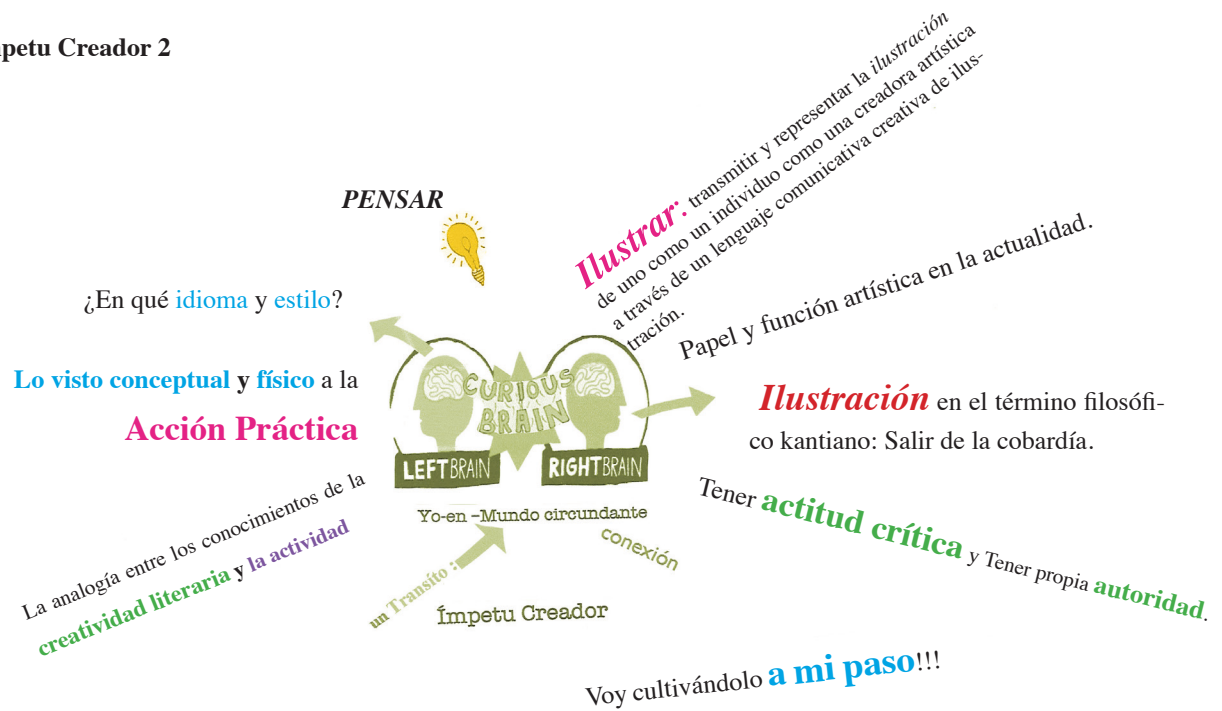 mpetu Creador 2
PENSAR
¿En qué idioma y estilo?
Lo visto conceptual y físico a la
Acción Práctica
La analogía entre los conocimientos de la
creatividad literaria y la actividad
Ilustrar: transmitir y representar la ilustración
de uno como un individuo como una creadora artística
a través de un lenguaje comunicativa creativa de ilus-
tración.
Papel y función artística en la actualidad.
Ilustración en el término filosófi-
co kantiano: Salir de la cobardía.
Tener actitud crítica y Tener propia autoridad.
CURIOUS
BRAIN
LEFTBRAIN
RIGHTBRAIN
Yo-en –Mundo circundante
conexión
un Transíto :
Ímpetu Creador
Voy cultivándolo a mi paso!!!